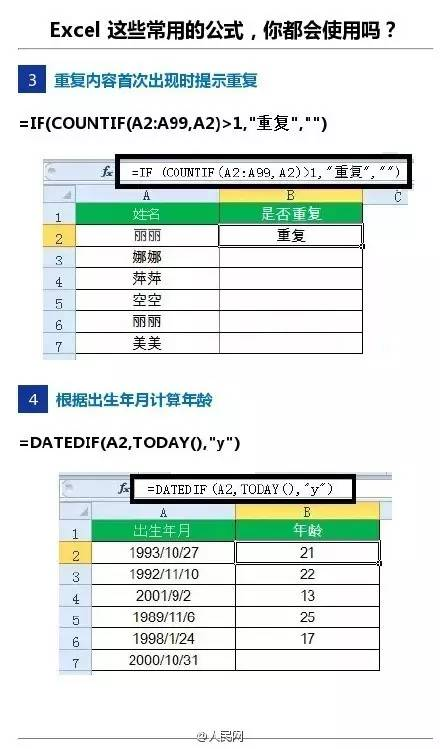 Excel 这些常用的公式，你都会使用吗？
3 重复内容首次出现时提示重复
=IF(COUNTIF(A2:A99,A2)>1,"重复","")
fx =IF (COUNTIF(A2:A99,A2)>1,"重复","")
A B C
1 姓名 是否重复
2 丽丽 重复
3 娜娜
4 萍萍
5 空空
6 丽丽
7 美美
4 根据出生年月计算年龄
=DATEDIF(A2,TODAY(),"y")
fx =DATEDIF (A2,TODAY(),"y")
A B
1 出生年月 年龄
2 1993/10/27 21
3 1992/11/10 22
4 2001/9/2 13
5 1989/11/6 25
6 1998/1/24 17
7 2000/10/31
@人民网